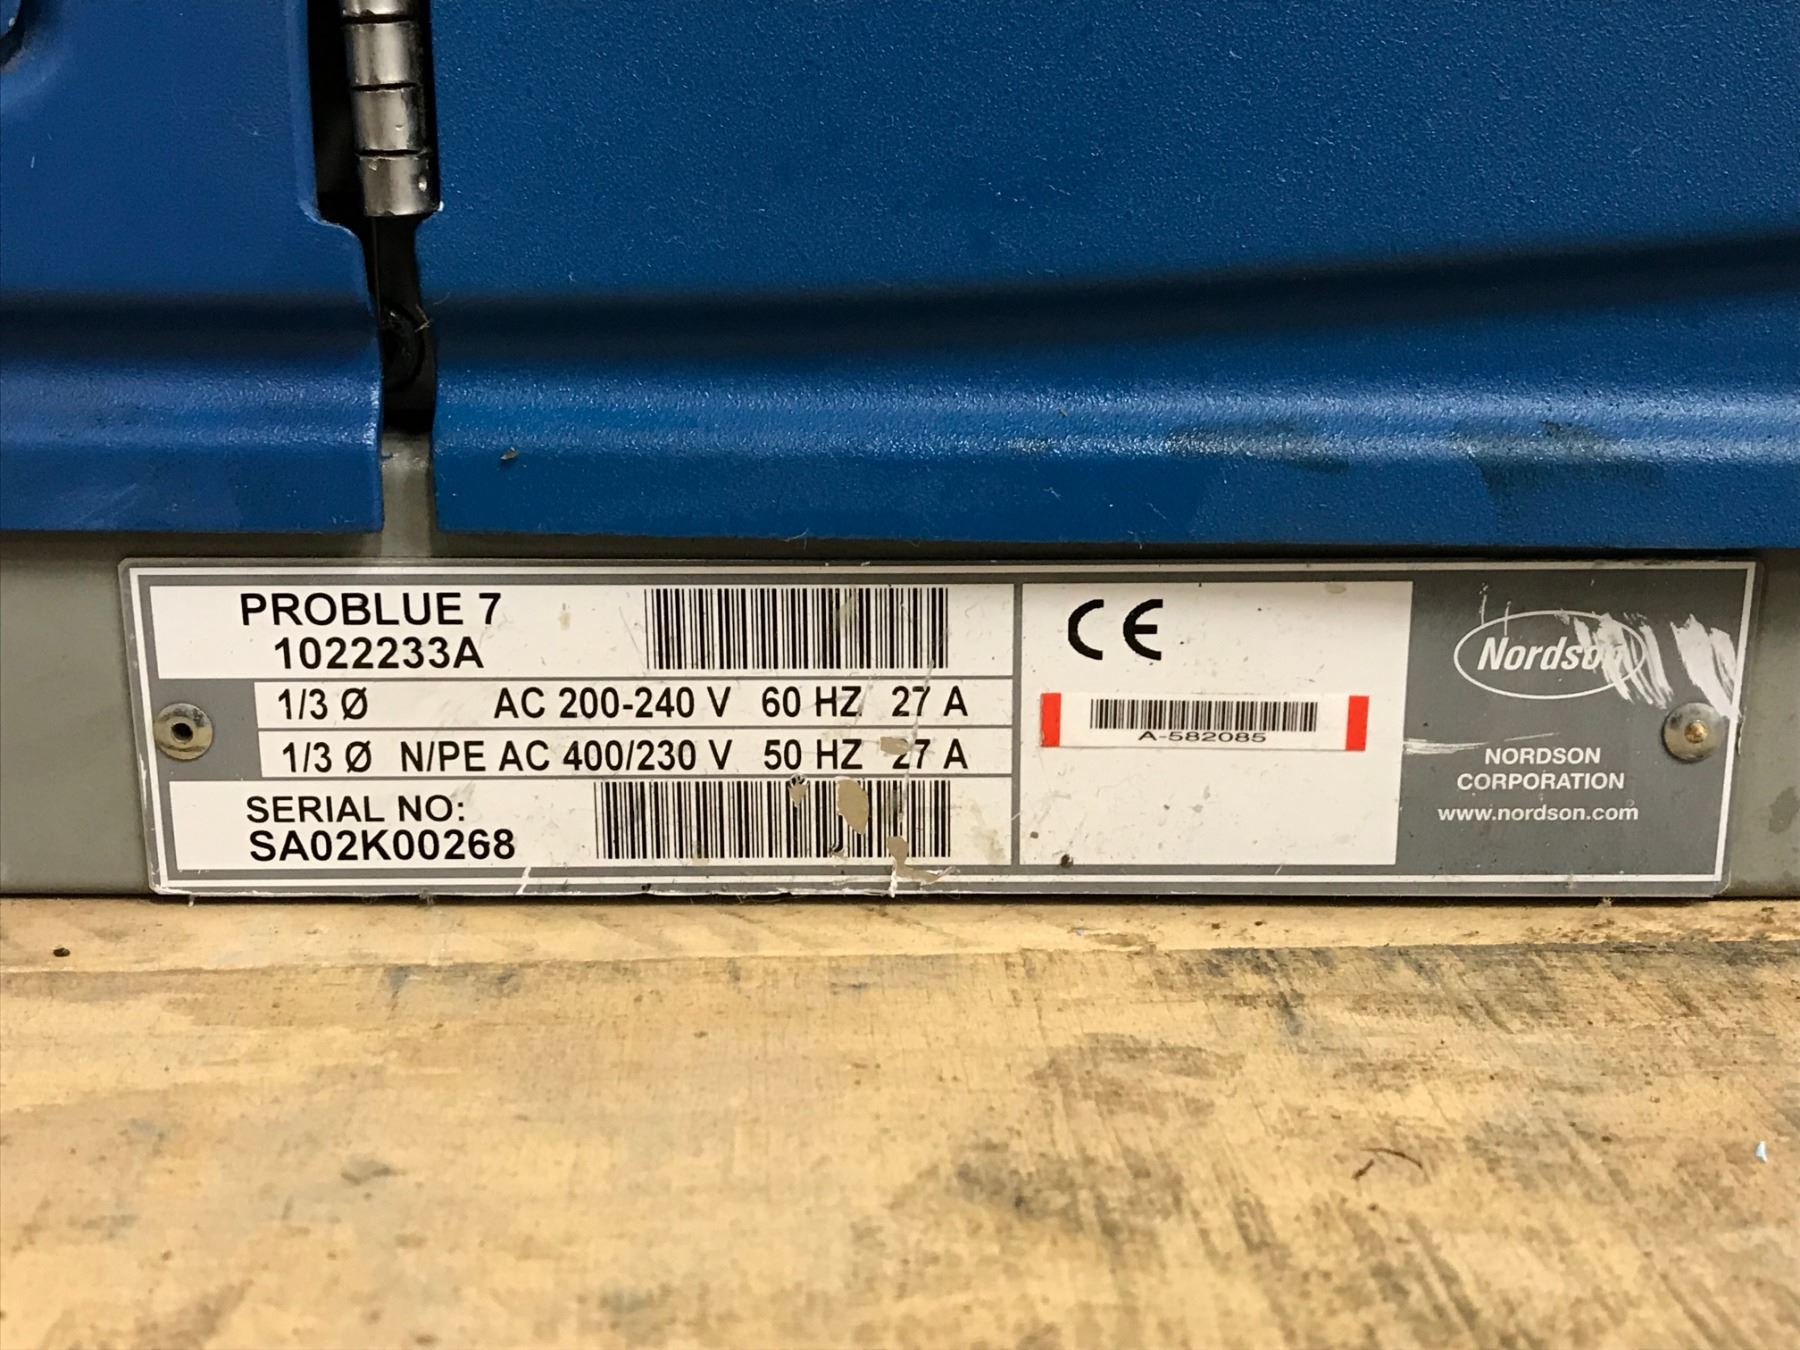 PROBLUE 7
1022233A
1/3 Ø AC 200-240 V 60 HZ 27 A
1/3 Ø N/PE AC 400/230 V 50 HZ 27 A
SERIAL NO:
SA02K00268
CE
A-582085
Nordson
NORDSON
CORPORATION
www.nordson.com